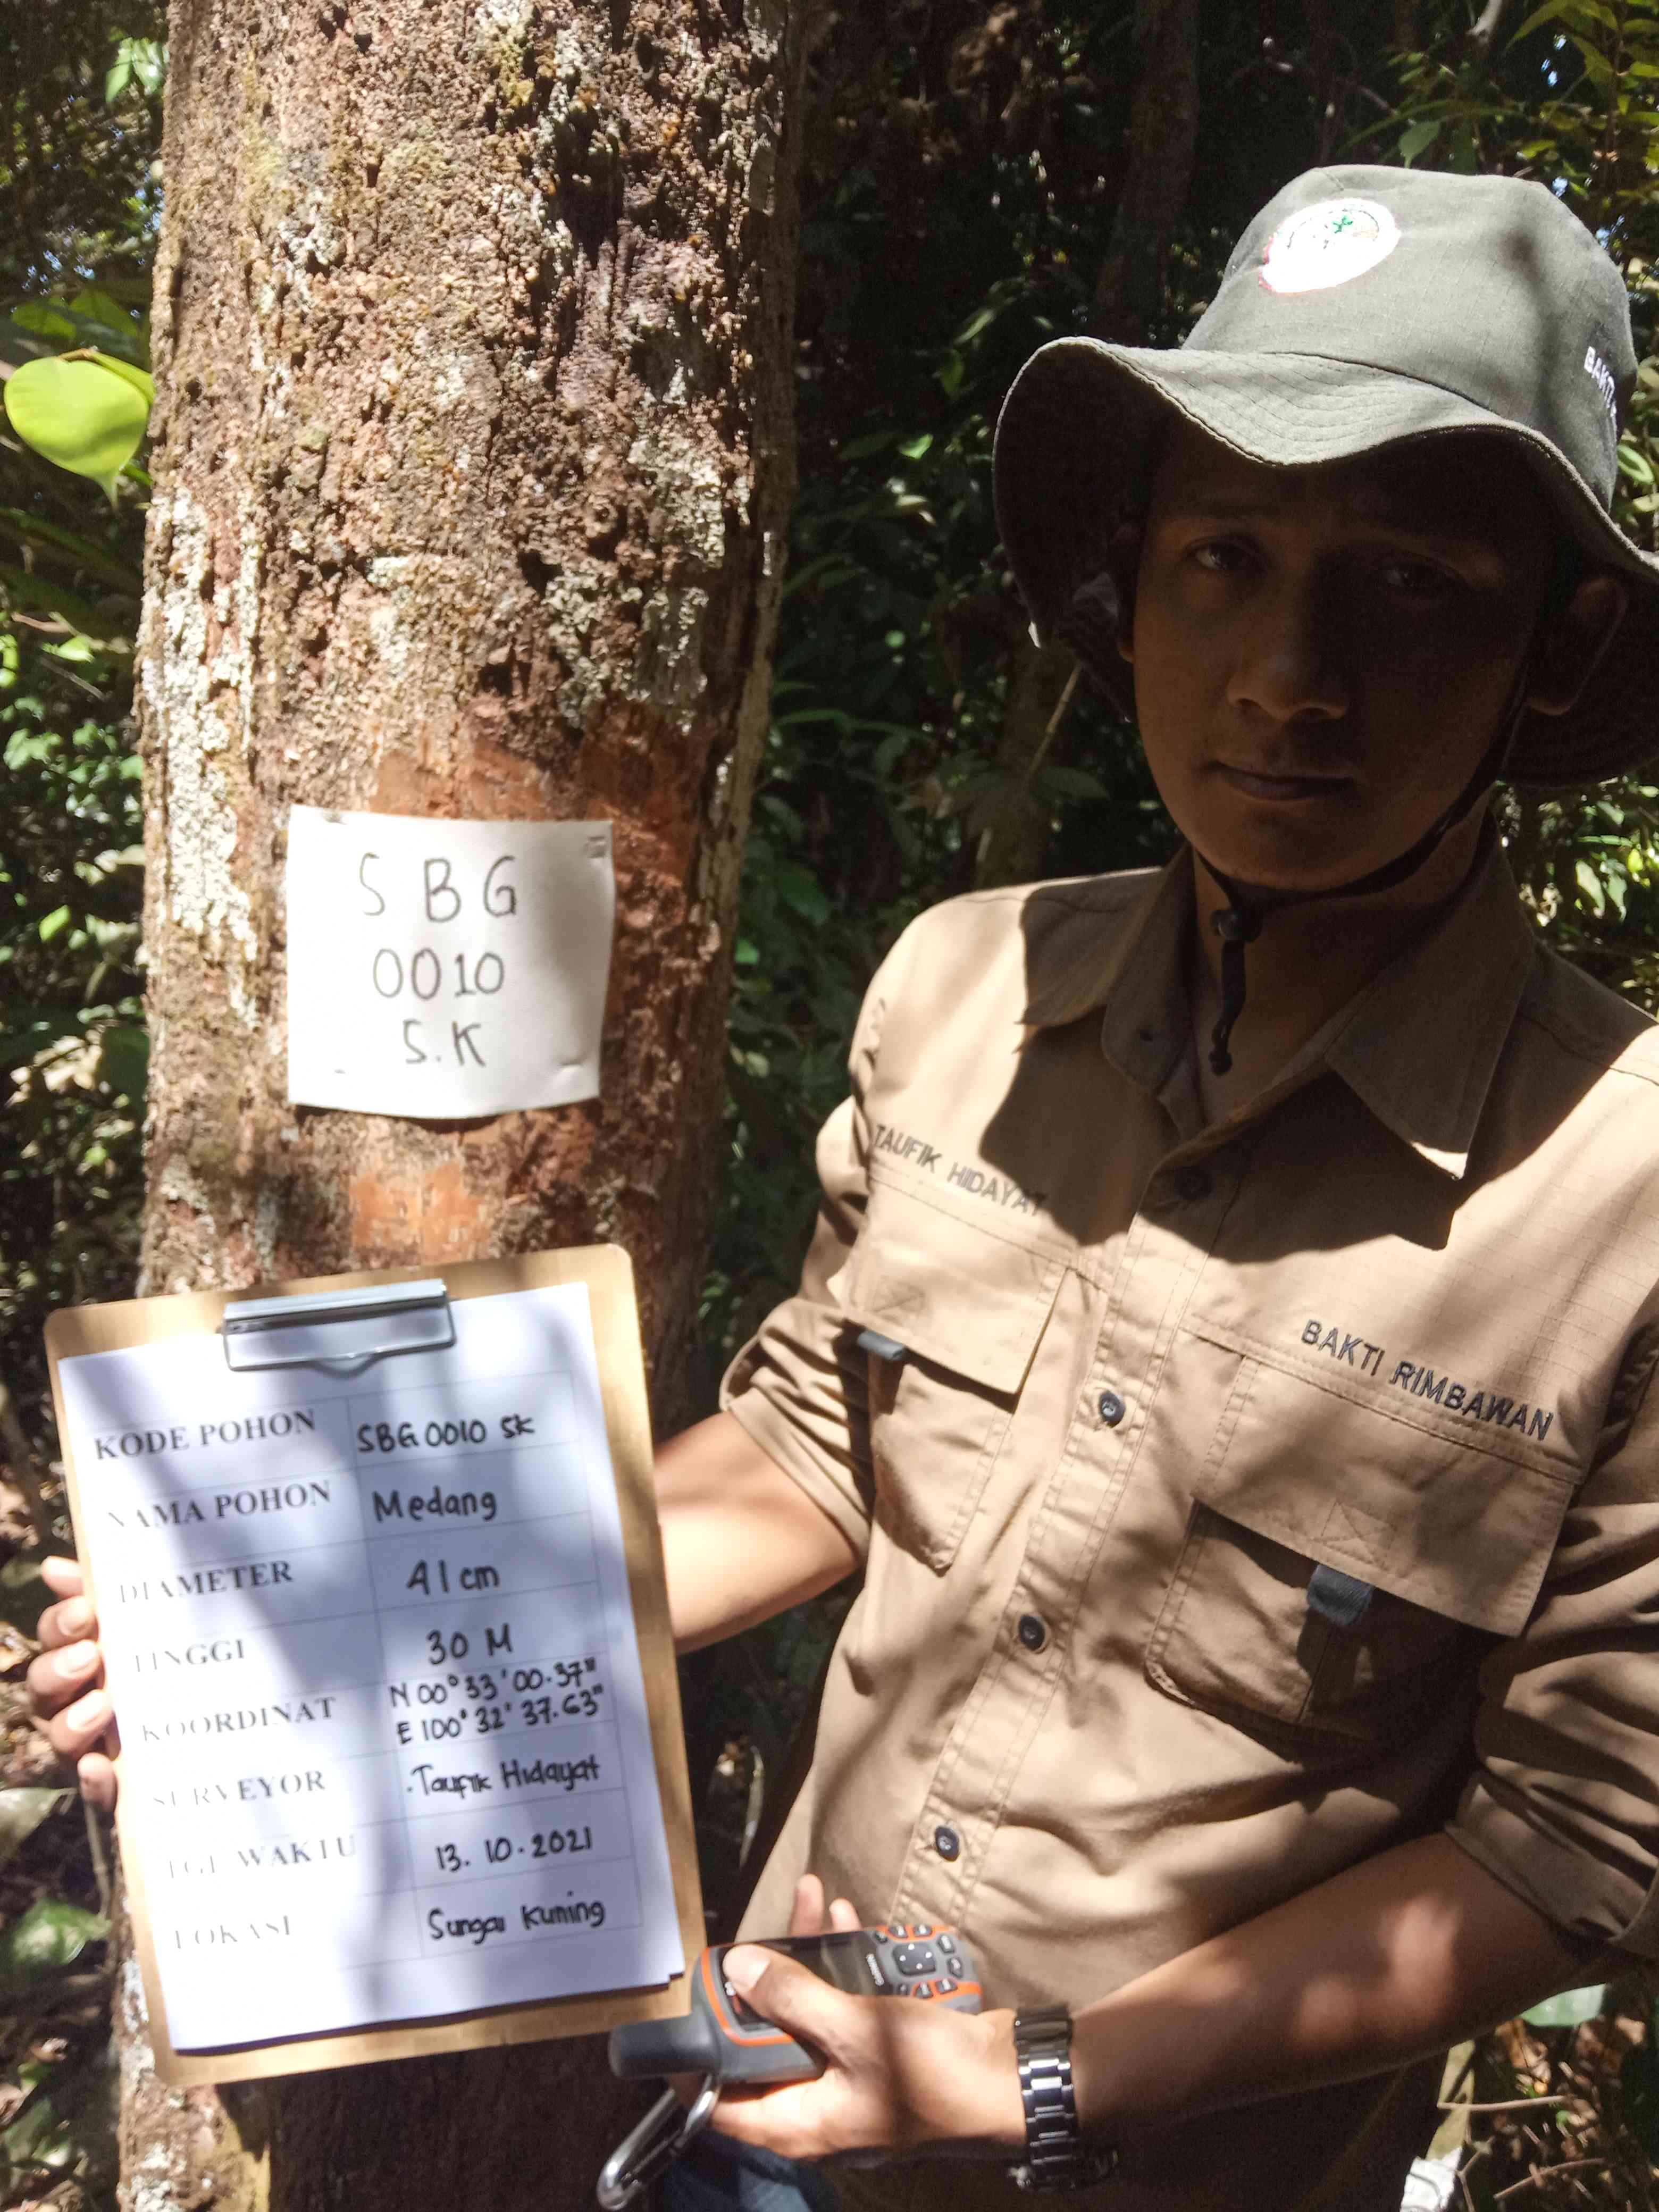 BAKTI
S B G
0010
S.K
TAUFIK HIDAYAT
BAKTI RIMBAWAN
KODE POHON SBG 0010 SK
NAMA POHON Medang
DIAMETER 41 cm
TINGGI 30 M
KOORDINAT N 00° 33' 00.37"
E 100° 32' 37.63"
SURVEYOR .Taufik Hidayat
TGL WAKTU 13. 10. 2021
LOKASI Sungai Kuning